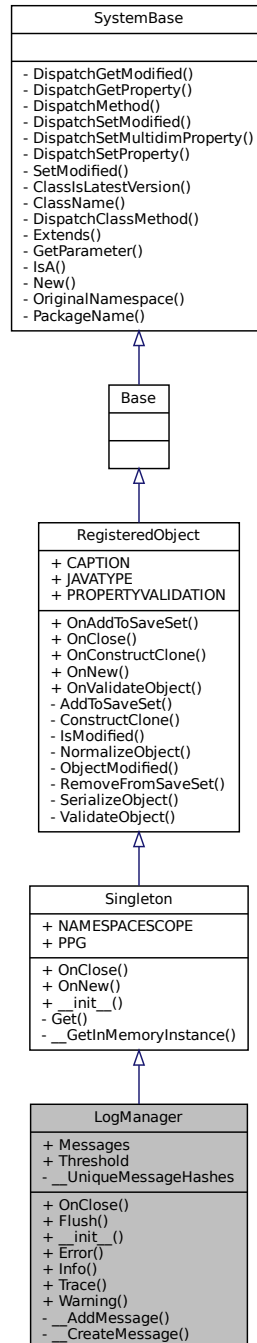 SystemBase
- DispatchGetModified()
- DispatchGetProperty()
- DispatchMethod()
- DispatchSetModified()
- DispatchSetMultidimProperty()
- DispatchSetProperty()
- SetModified()
- ClassIsLatestVersion()
- ClassName()
- DispatchClassMethod()
- Extends()
- GetParameter()
- IsA()
- New()
- OriginalNamespace()
- PackageName()
Base
RegisteredObject
+ CAPTION
+ JAVATYPE
+ PROPERTYVALIDATION
+ OnAddToSaveSet()
+ OnClose()
+ OnConstructClone()
+ OnNew()
+ OnValidateObject()
- AddToSaveSet()
- ConstructClone()
- IsModified()
- NormalizeObject()
- ObjectModified()
- RemoveFromSaveSet()
- SerializeObject()
- ValidateObject()
Singleton
+ NAMESPACESCOPE
+ PPG
+ OnClose()
+ OnNew()
+ __init__()
- Get()
- __GetInMemoryInstance()
LogManager
+ Messages
+ Threshold
- __UniqueMessageHashes
+ OnClose()
+ Flush()
+ __init__()
+ Error()
+ Info()
+ Trace()
+ Warning()
- __AddMessage()
- __CreateMessage()